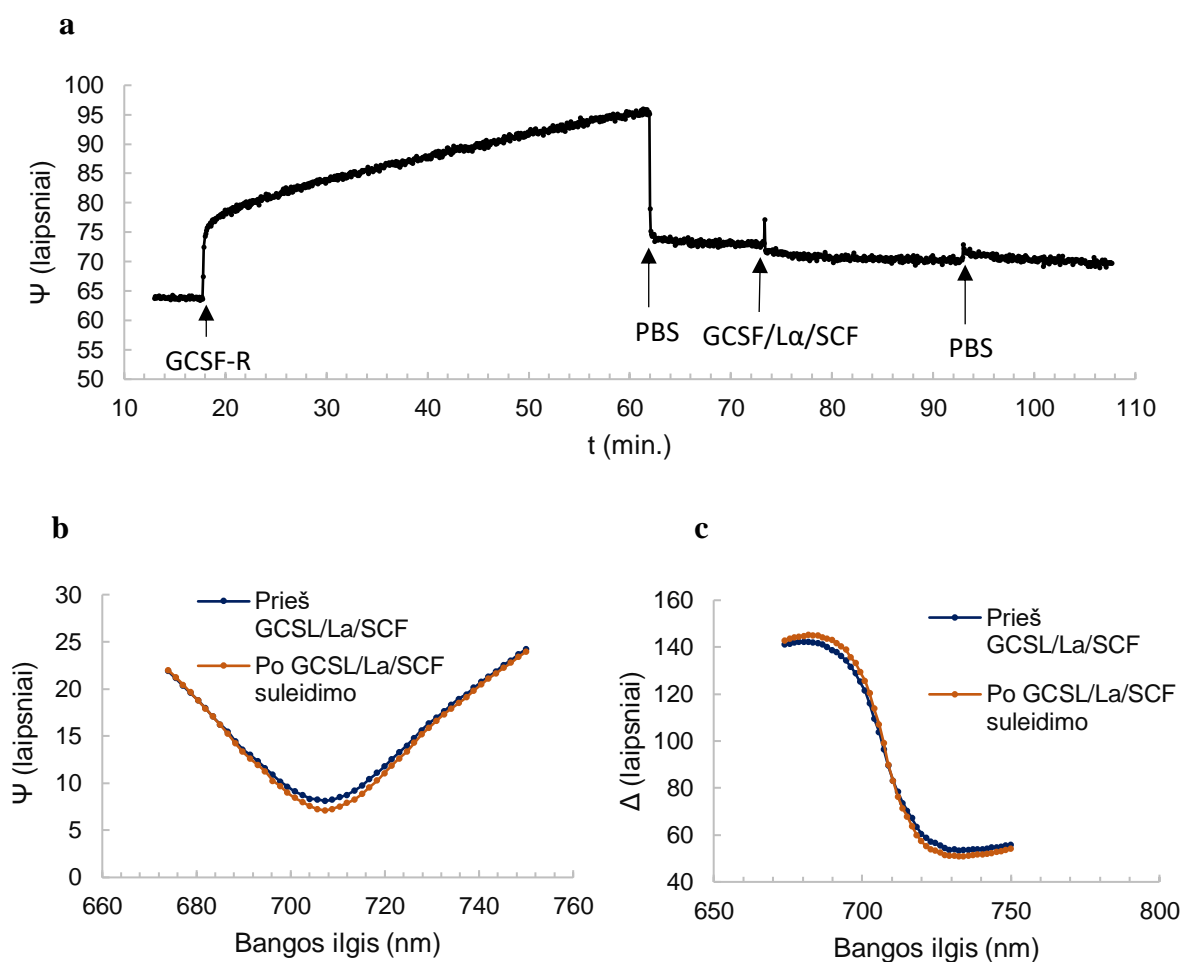 a
100
95
90
85
80
75
70
65
60
55
50
Ψ (laipsniai)
GCSF-R
PBS
GCSF/Lα/SCF
PBS
10 20 30 40 50 60 70 80 90 100 110
t (min.)
b
30
25
20
15
10
5
0
Ψ (laipsniai)
Prieš
GCSL/La/SCF
Po GCSL/La/SCF
suleidimo
660 680 700 720 740 760
Bangos ilgis (nm)
c
160
140
120
100
80
60
40
Δ (laipsniai)
Prieš
GCSL/La/SCF
Po GCSL/La/SCF
suleidimo
650 700 750 800
Bangos ilgis (nm)